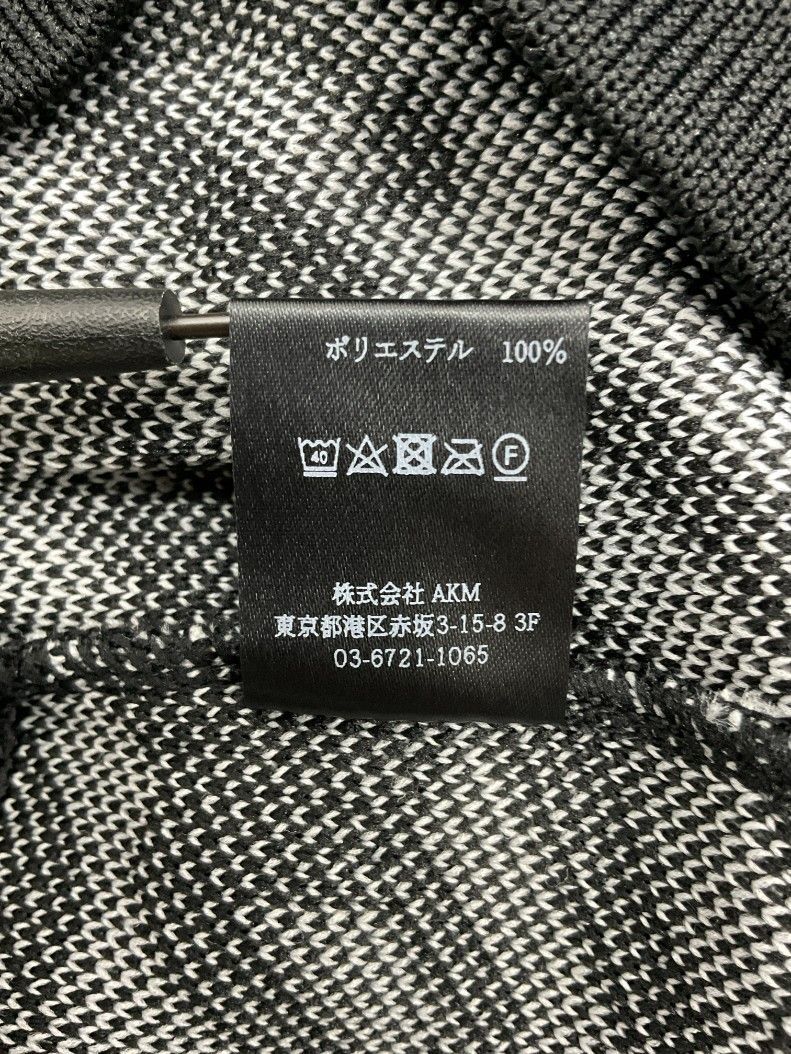 ポリエステル 100%
40
F
株式会社 AKM
東京都港区赤坂3-15-8 3F
03-6721-1065